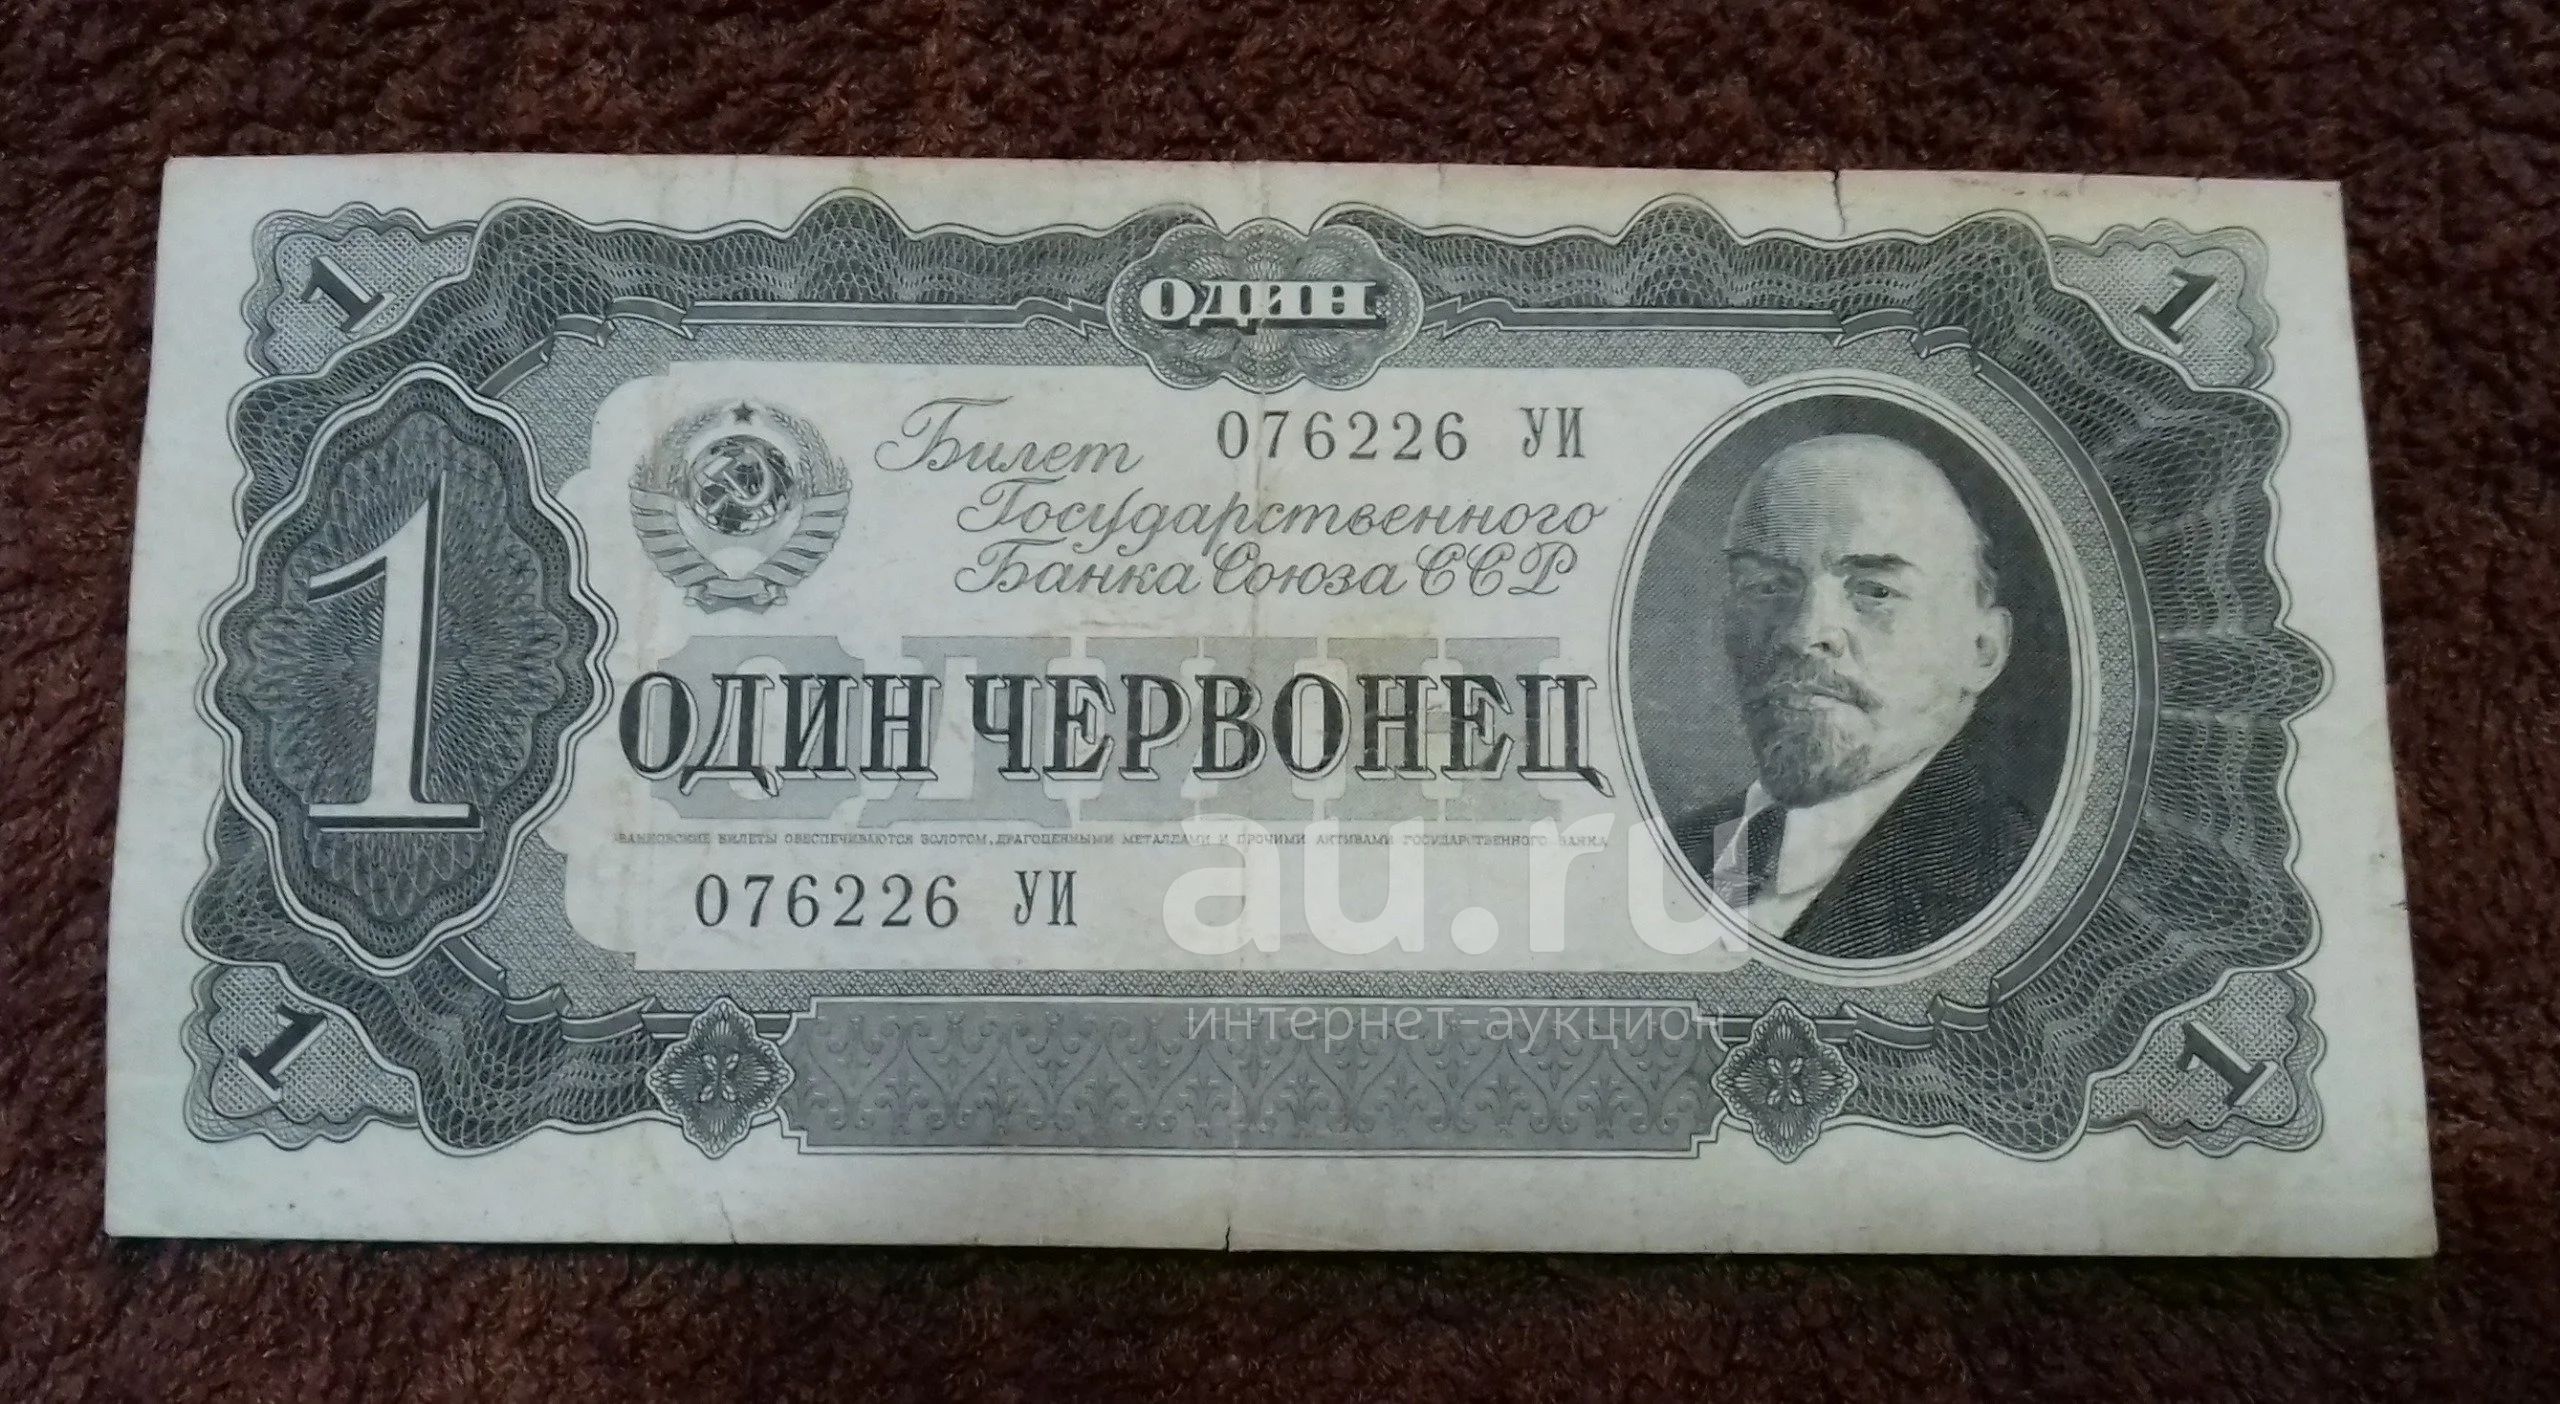 1
ОДИН
1
Билет 076226 УИ
Государственного
Банка Союза ССР
1
ОДИН
ОДИН ЧЕРВОНЕЦ
БАНКОВСКИЕ БИЛЕТЫ ОБЕСПЕЧИВАЮТСЯ ЗОЛОТОМ, ДРАГОЦЕННЫМИ МЕТАЛЛАМИ И ПРОЧИМИ АКТИВАМИ ГОСУДАРСТВЕННОГО БАНКА
076226 УИ
au.ru
интернет-аукцион
1
1